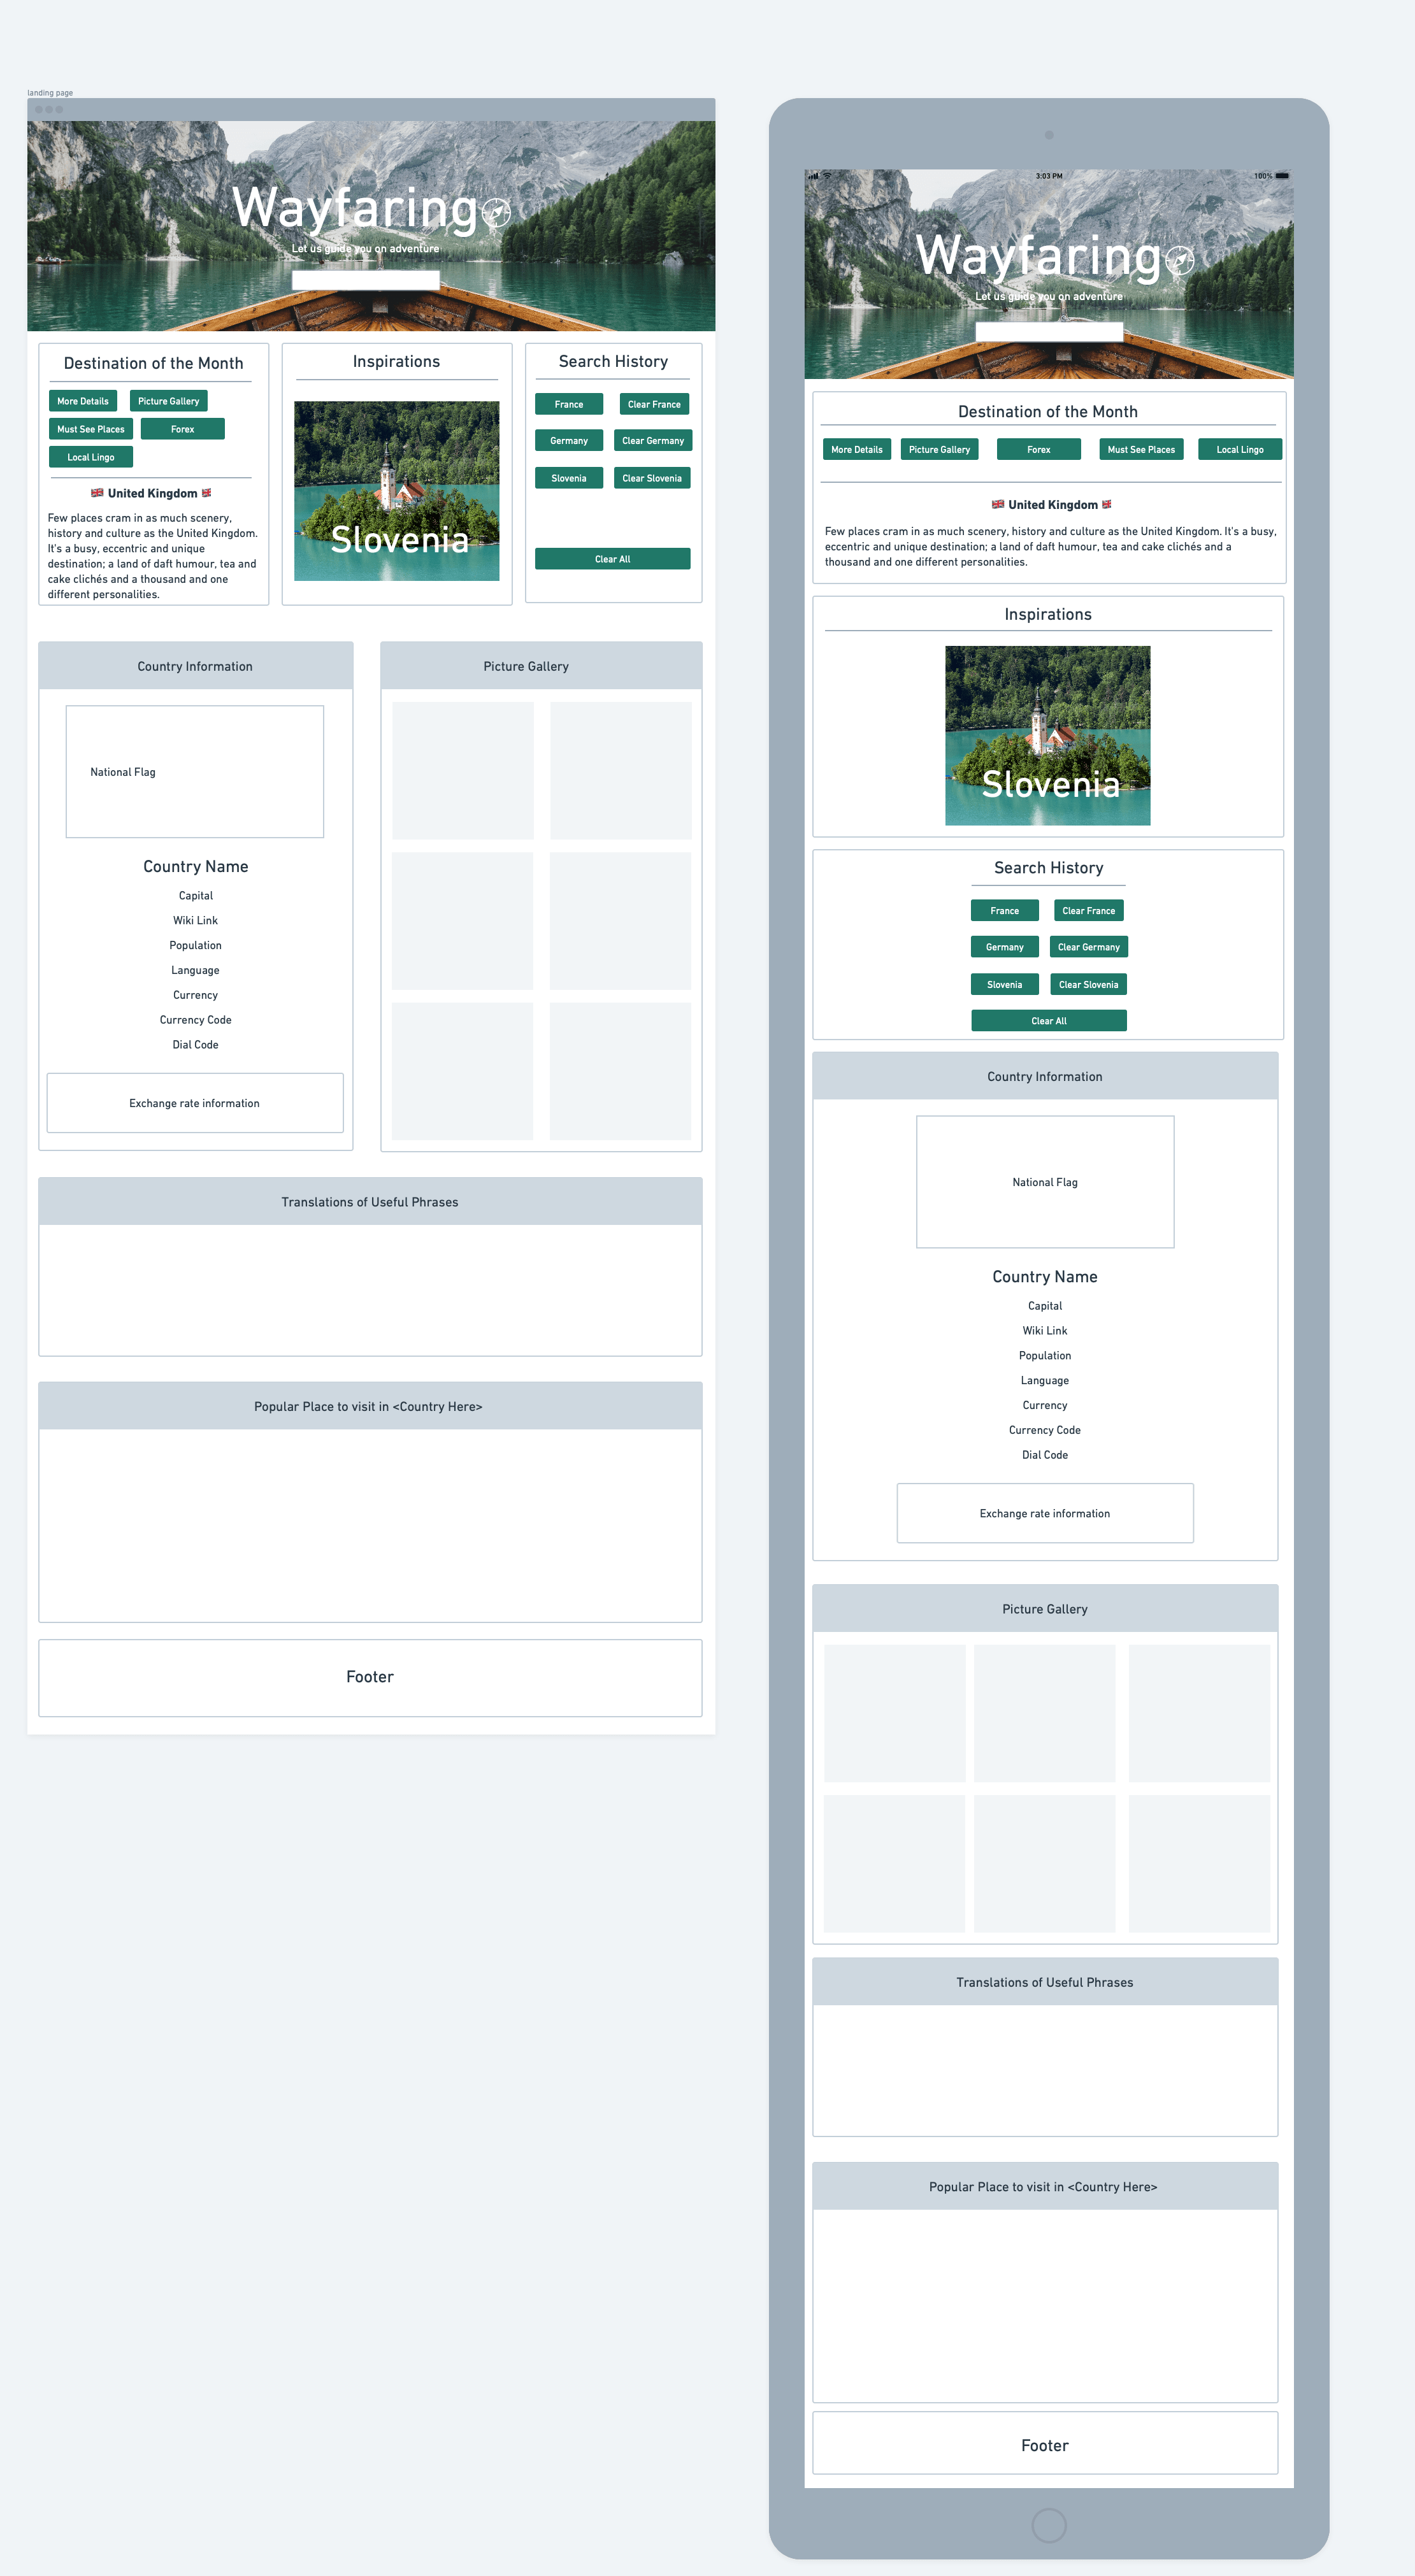 landing page
Wayfaring
Let us guide you on adventure
Destination of the Month
More Details
Picture Gallery
Must See Places
Forex
Local Lingo
🇬🇧 United Kingdom 🇬🇧
Few places cram in as much scenery,
history and culture as the United Kingdom.
It's a busy, eccentric and unique
destination; a land of daft humour, tea and
cake clichés and a thousand and one
different personalities.
Inspirations
Slovenia
Search History
France
Clear France
Germany
Clear Germany
Slovenia
Clear Slovenia
Clear All
Country Information
National Flag
Country Name
Capital
Wiki Link
Population
Language
Currency
Currency Code
Dial Code
Exchange rate information
Picture Gallery
Translations of Useful Phrases
Popular Place to visit in <Country Here>
Footer
3:03 PM
100%
Wayfaring
Let us guide you on adventure
Destination of the Month
More Details
Picture Gallery
Forex
Must See Places
Local Lingo
🇬🇧 United Kingdom 🇬🇧
Few places cram in as much scenery, history and culture as the United Kingdom. It's a busy,
eccentric and unique destination; a land of daft humour, tea and cake clichés and a
thousand and one different personalities.
Inspirations
Slovenia
Search History
France
Clear France
Germany
Clear Germany
Slovenia
Clear Slovenia
Clear All
Country Information
National Flag
Country Name
Capital
Wiki Link
Population
Language
Currency
Currency Code
Dial Code
Exchange rate information
Picture Gallery
Translations of Useful Phrases
Popular Place to visit in <Country Here>
Footer